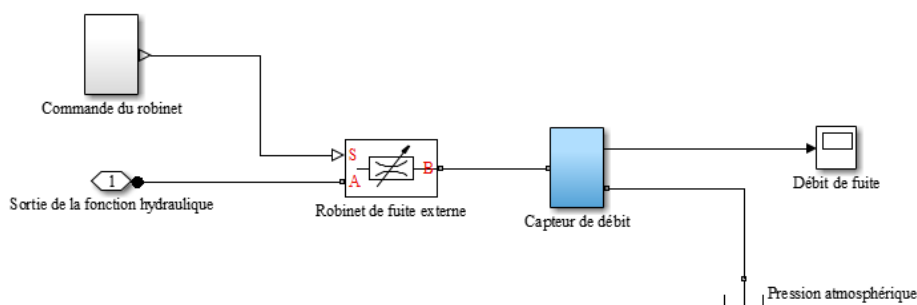 Commande du robinet
S
A
B
1
Sortie de la fonction hydraulique
Robinet de fuite externe
Capteur de débit
Débit de fuite
Pression atmosphérique